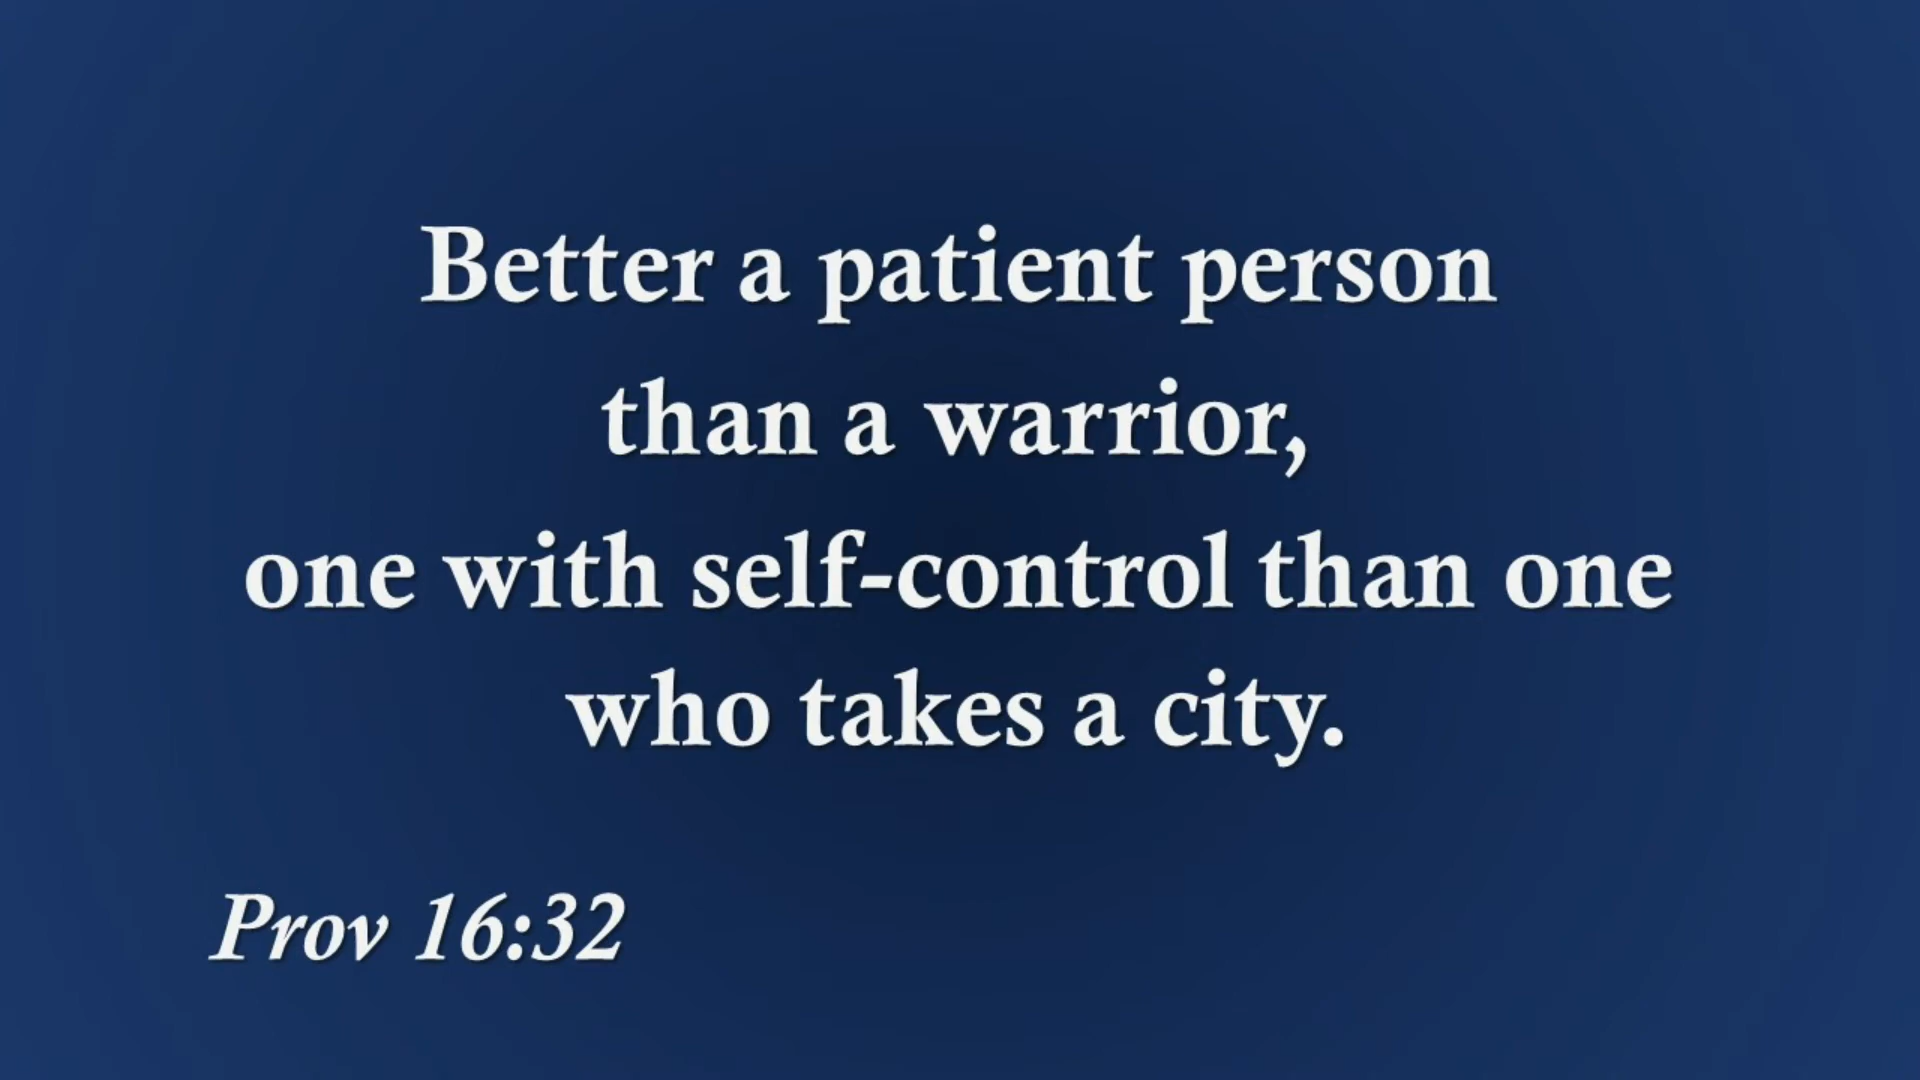 Better a patient person
than a warrior,
one with self-control than one
who takes a city.
Prov 16:32